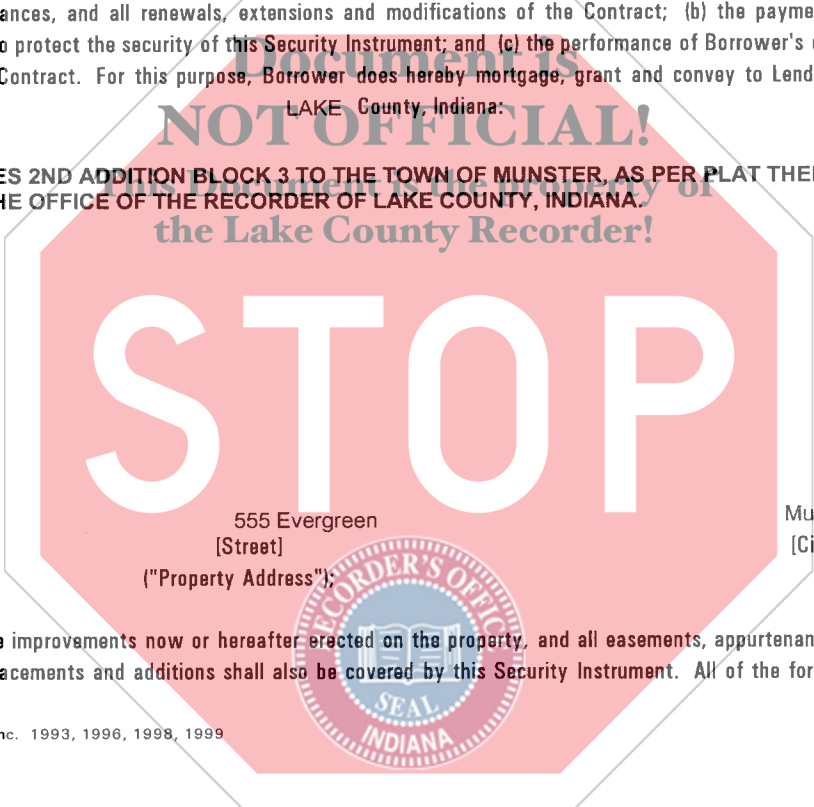 ances, and all renewals, extensions and modifications of the Contract; (b) the payme
o protect the security of this Security Instrument; and (c) the performance of Borrower's
Document is
Contract. For this purpose, Borrower does hereby mortgage, grant and convey to Lend
LAKE County, Indiana:
NOT OFFICIAL!
ES 2ND ADDITION BLOCK 3 TO THE TOWN OF MUNSTER, AS PER PLAT THE
This Document is the property of
HE OFFICE OF THE RECORDER OF LAKE COUNTY, INDIANA.
the Lake County Recorder!
STOP
555 Evergreen Mu
[Street] [Ci
("Property Address");
RECORDER'S OFFICE
e improvements now or hereafter erected on the property, and all easements, appurtenan
acements and additions shall also be covered by this Security Instrument. All of the for
SEAL
INDIANA
nc. 1993, 1996, 1998, 1999